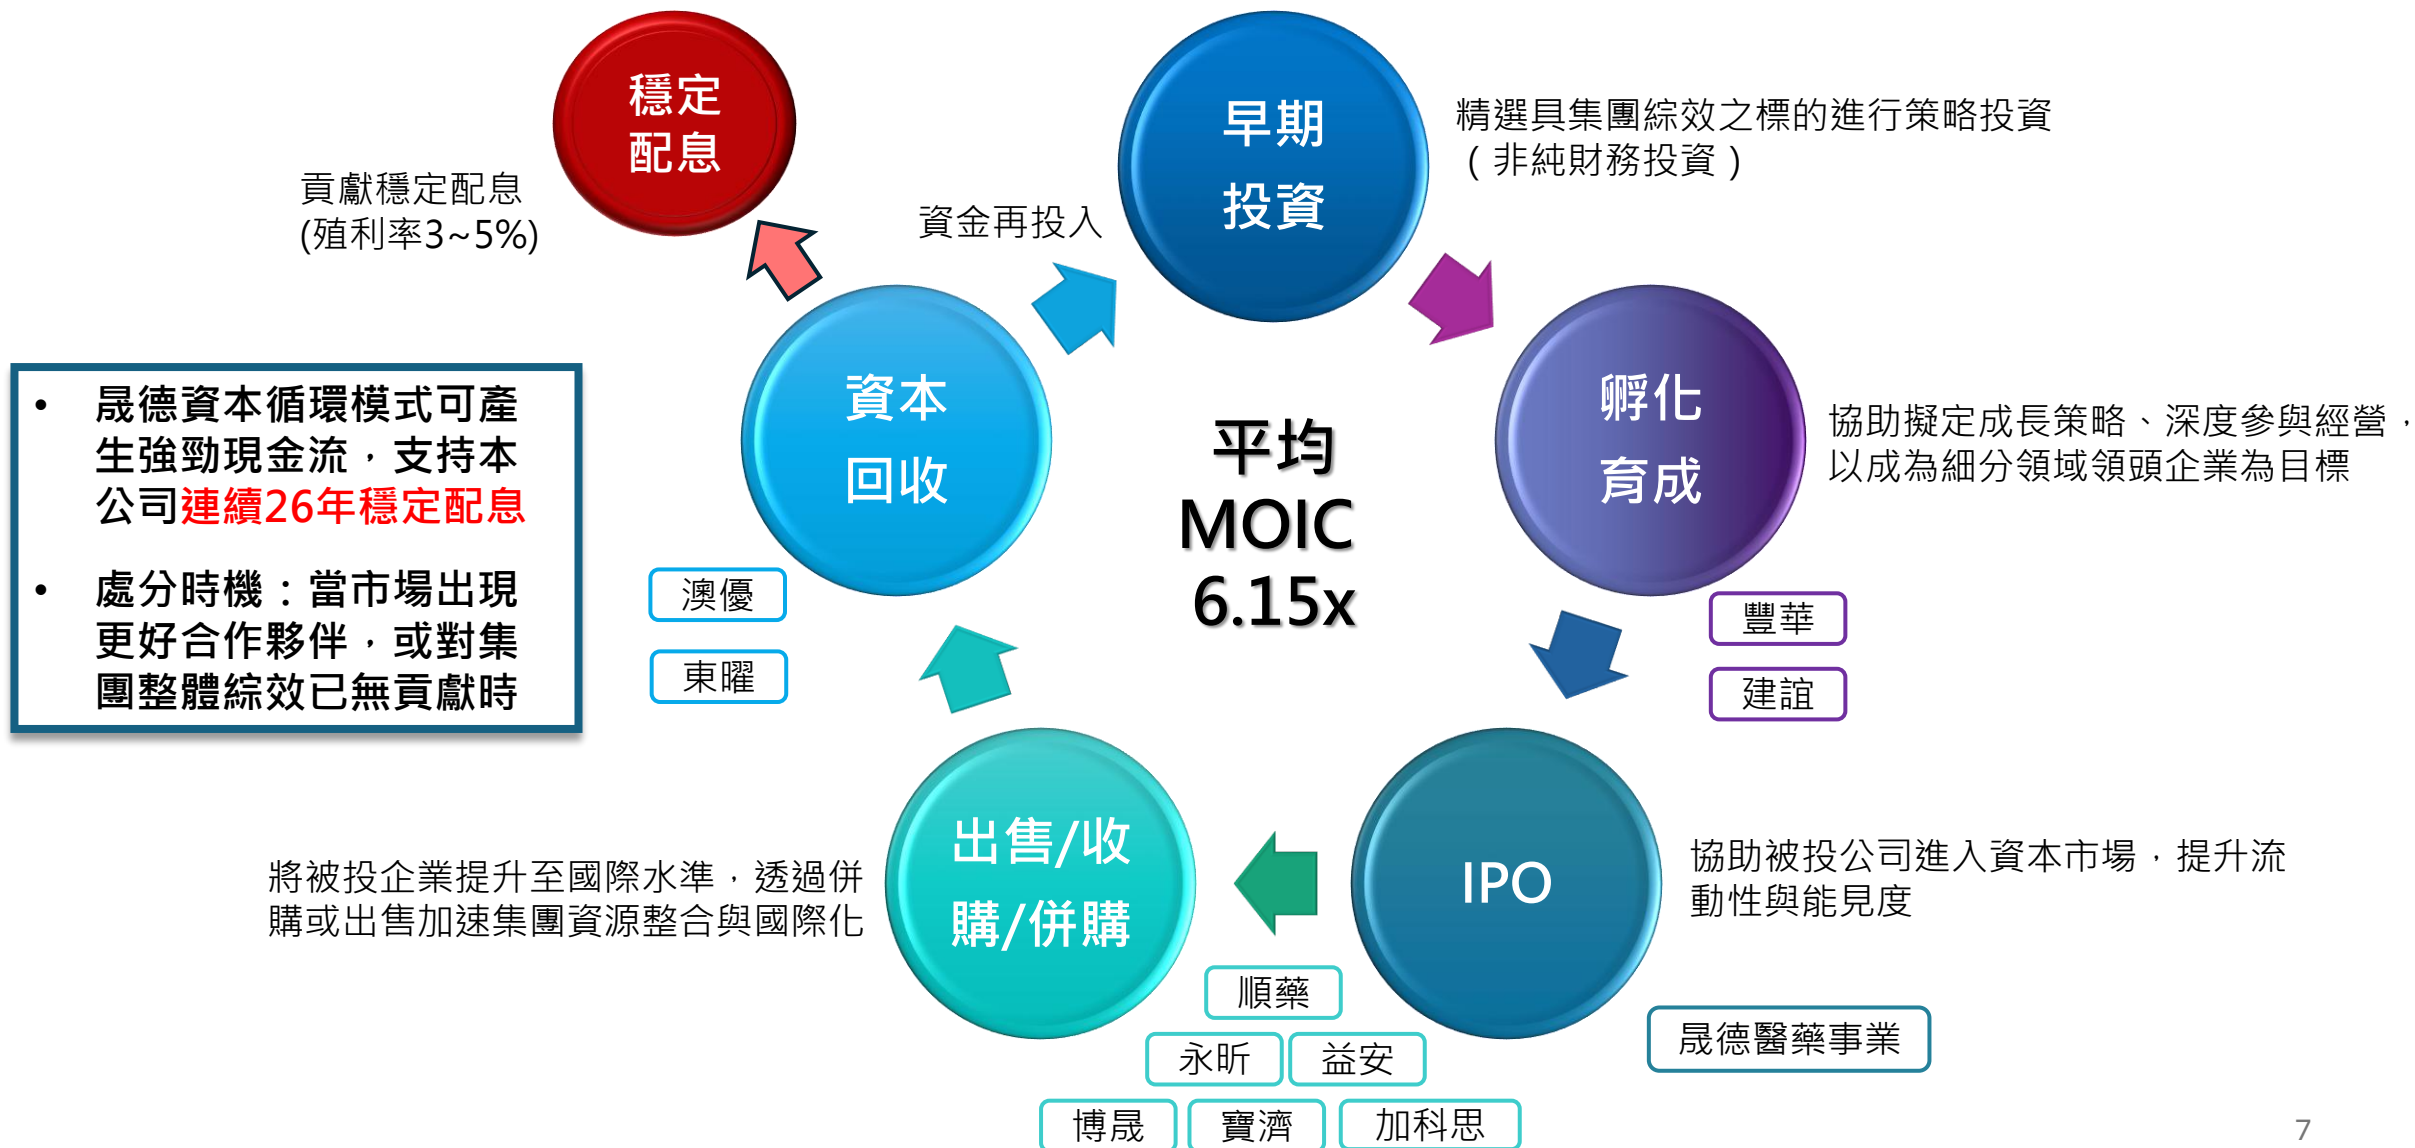 穩定
配息
貢獻穩定配息
(殖利率3~5%)
資金再投入
早期
投資
精選具集團綜效之標的進行策略投資
（非純財務投資）
資本
回收
孵化
育成
協助擬定成長策略、深度參與經營，
以成為細分領域領頭企業為目標
平均
MOIC
6.15x
• 晟德資本循環模式可產
生強勁現金流，支持本
公司連續26年穩定配息
• 處分時機：當市場出現
更好合作夥伴，或對集
團整體綜效已無貢獻時
澳優
東曜
豐華
建誼
出售/收
購/併購
將被投企業提升至國際水準，透過併
購或出售加速集團資源整合與國際化
IPO
協助被投公司進入資本市場，提升流
動性與能見度
順藥
永昕
益安
博晟
寶濟
加科思
晟德醫藥事業
7